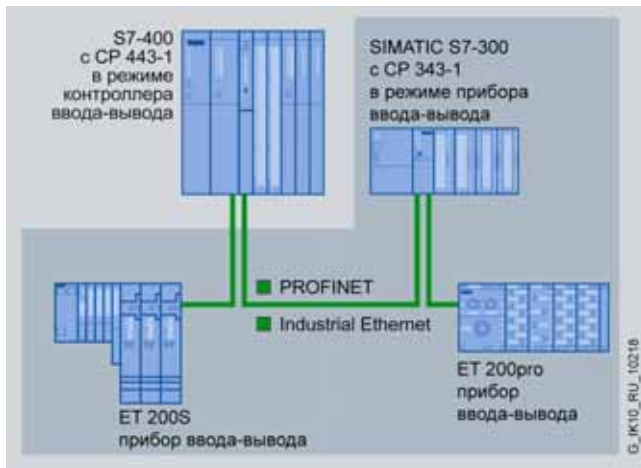 S7-400
с CP 443-1
в режиме
контроллера
ввода-вывода
SIMATIC S7-300
с CP 343-1
в режиме прибора
ввода-вывода
PROFINET
Industrial Ethernet
ET 200S
прибор ввода-вывода
ET 200pro
прибор
ввода-вывода
G_IK10_RU_10218